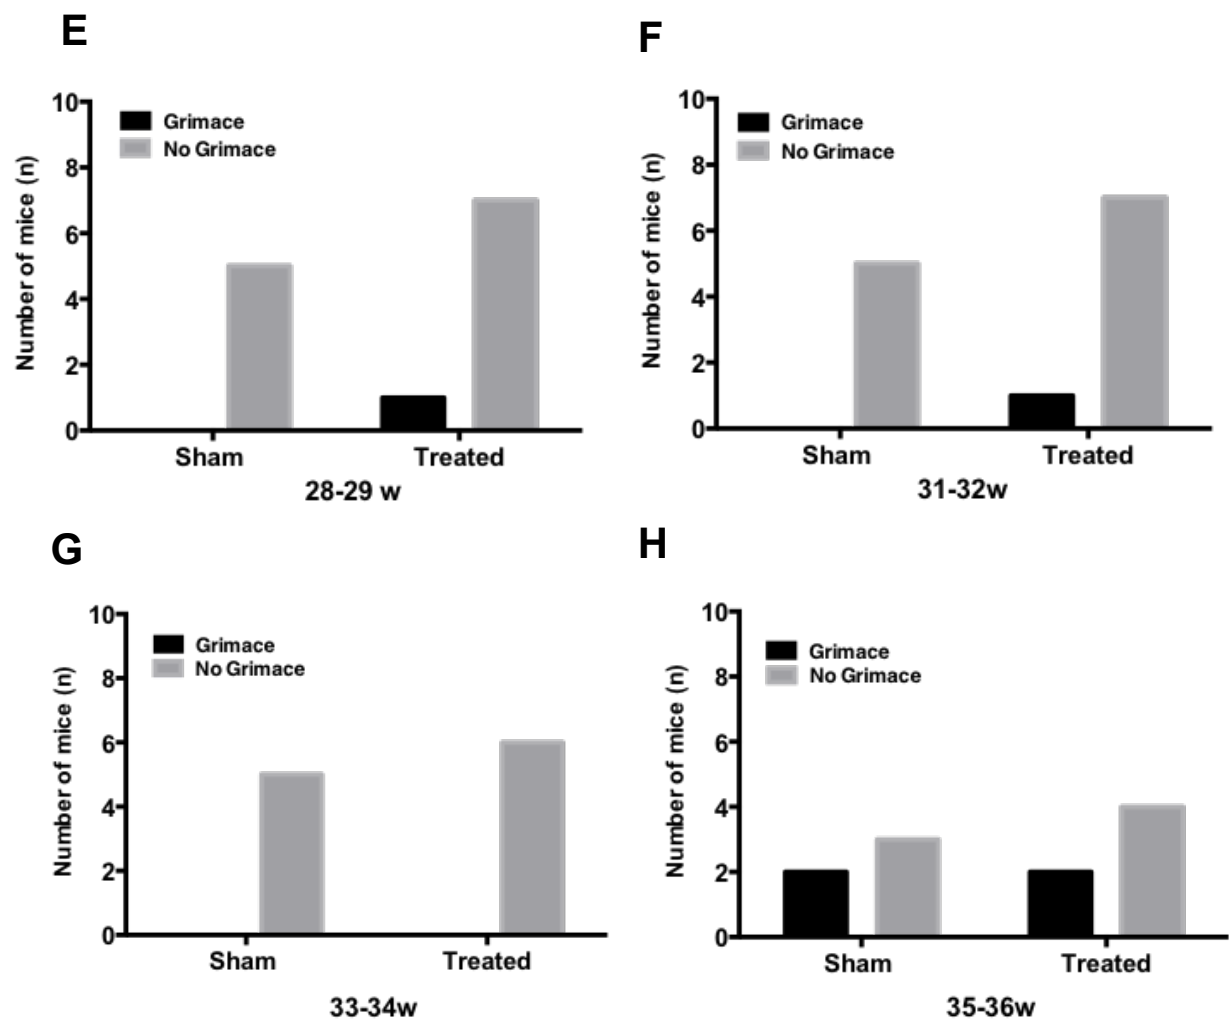 E
10
8
6
4
2
0
Number of mice (n)
Grimace
No Grimace
Sham
Treated
28-29 w
F
10
8
6
4
2
0
Number of mice (n)
Grimace
No Grimace
Sham
Treated
31-32w
G
10
8
6
4
2
0
Number of mice (n)
Grimace
No Grimace
Sham
Treated
33-34w
H
10
8
6
4
2
0
Number of mice (n)
Grimace
No Grimace
Sham
Treated
35-36w